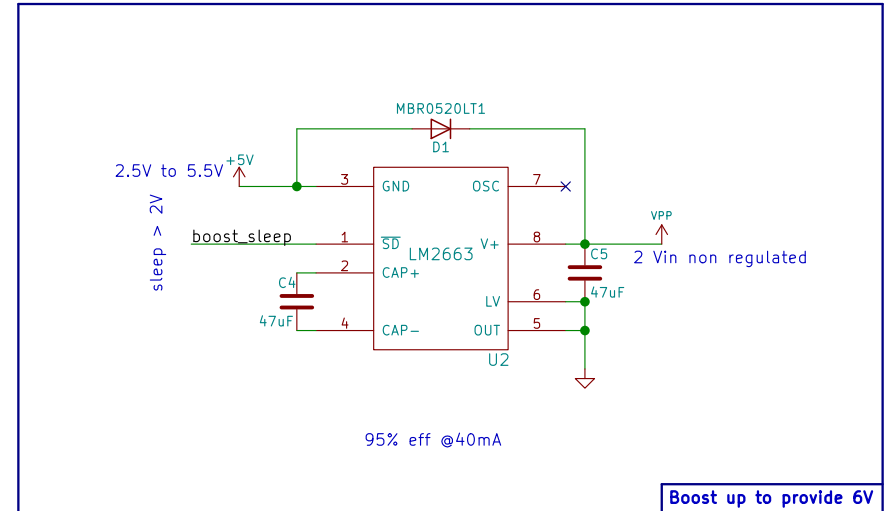 MBR0520LT1
D1
2.5V to 5.5V
+5V
sleep > 2V
boost_sleep
3
GND
OSC
7
1
SD
LM2663
V+
8
VPP
2 Vin non regulated
2
CAP+
C4
47uF
4
CAP-
LV
6
OUT
5
C5
47uF
U2
95% eff @40mA
Boost up to provide 6V